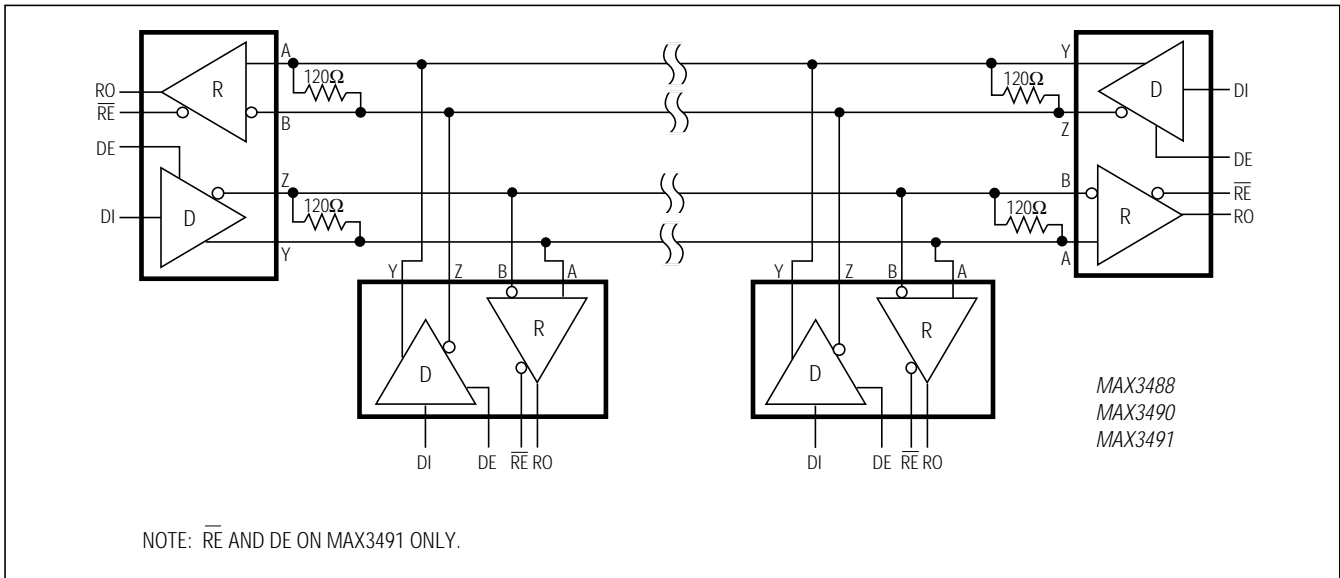 A
Y
120Ω
120Ω
R
D
RO
DI
RE
B
Z
DE
DE
Z
B
RE
120Ω
120Ω
DI
D
R
RO
Y
A
Y
Z
B
A
Y
Z
B
A
R
R
D
D
MAX3488
MAX3490
MAX3491
DI
DE
RE
RO
DI
DE
RE
RO
NOTE: RE AND DE ON MAX3491 ONLY.